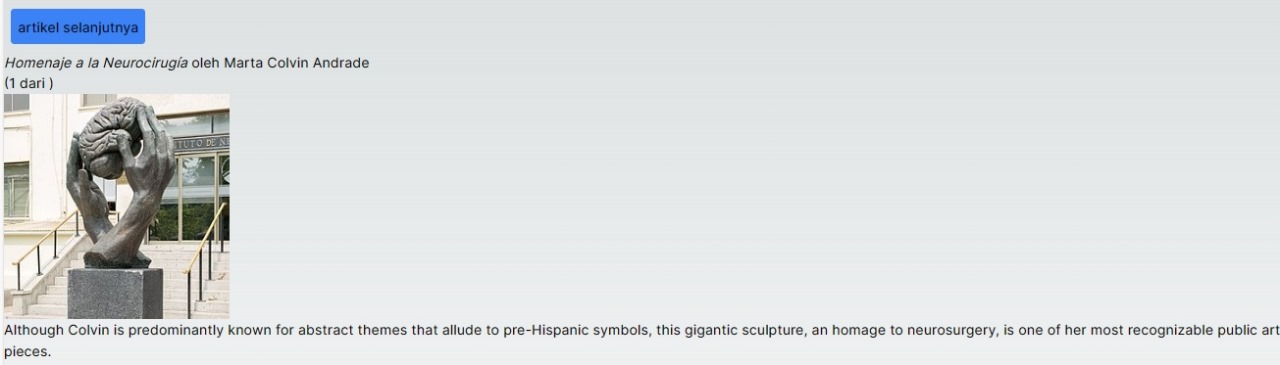 artikel selanjutnya
Homenaje a la Neurocirugía oleh Marta Colvin Andrade
(1 dari )
TUTO DE N
Although Colvin is predominantly known for abstract themes that allude to pre-Hispanic symbols, this gigantic sculpture, an homage to neurosurgery, is one of her most recognizable public art
pieces.